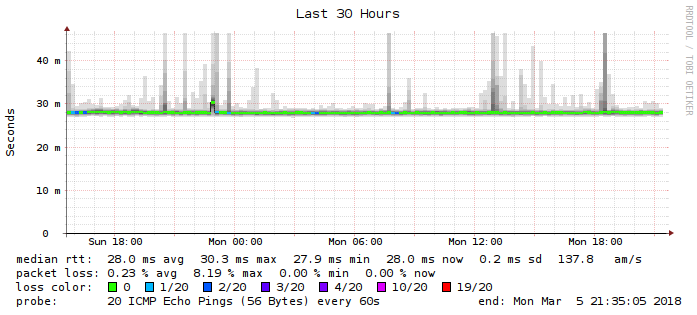 Last 30 Hours
RRDTOOL / TOBI OETIKER
Seconds
40 m
30 m
20 m
10 m
0
Sun 18:00 Mon 00:00 Mon 06:00 Mon 12:00 Mon 18:00
median rtt: 28.0 ms avg 30.3 ms max 27.9 ms min 28.0 ms now 0.2 ms sd 137.8 am/s
packet loss: 0.23 % avg 8.19 % max 0.00 % min 0.00 % now
loss color: 0 1/20 2/20 3/20 4/20 10/20 19/20
probe: 20 ICMP Echo Pings (56 Bytes) every 60s end: Mon Mar 5 21:35:05 2018